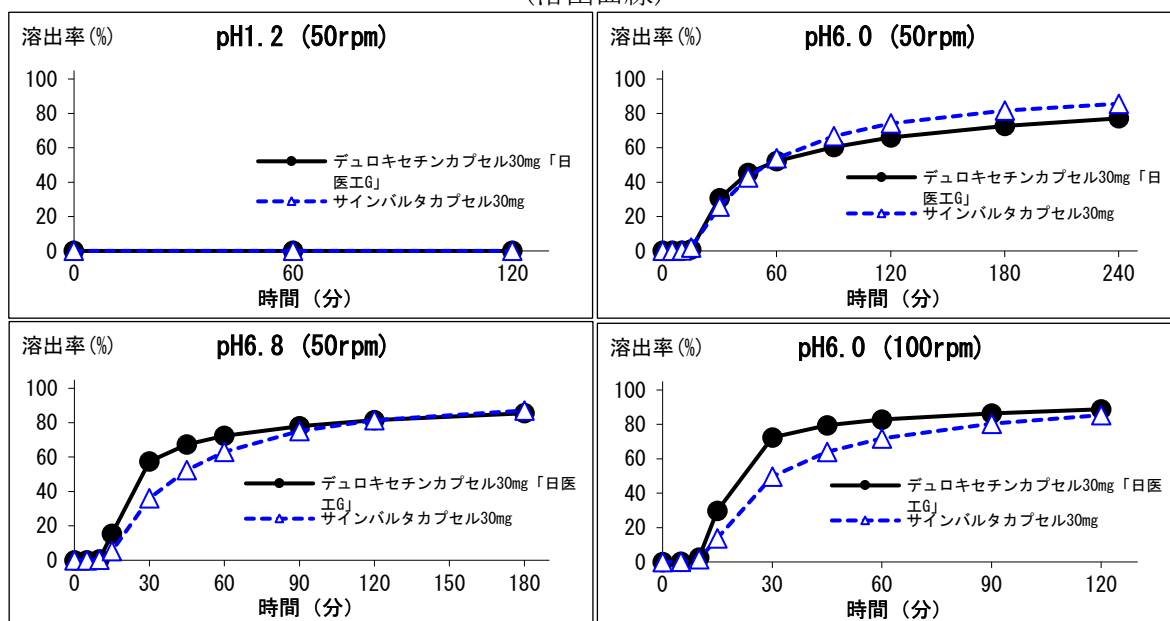 溶出率(%)
pH1.2 (50rpm)
100
80
60
40
20
0
デュロキセチンカプセル30mg「日
医工G」
サインバルタカプセル30mg
0
60
120
時間（分）
溶出率(%)
pH6.0 (50rpm)
100
80
60
40
20
0
デュロキセチンカプセル30mg「日
医工G」
サインバルタカプセル30mg
0
60
120
180
240
時間（分）
溶出率(%)
pH6.8 (50rpm)
100
80
60
40
20
0
デュロキセチンカプセル30mg「日医
工G」
サインバルタカプセル30mg
0
30
60
90
120
150
180
時間（分）
溶出率(%)
pH6.0 (100rpm)
100
80
60
40
20
0
デュロキセチンカプセル30mg「日医
工G」
サインバルタカプセル30mg
0
30
60
90
120
時間（分）